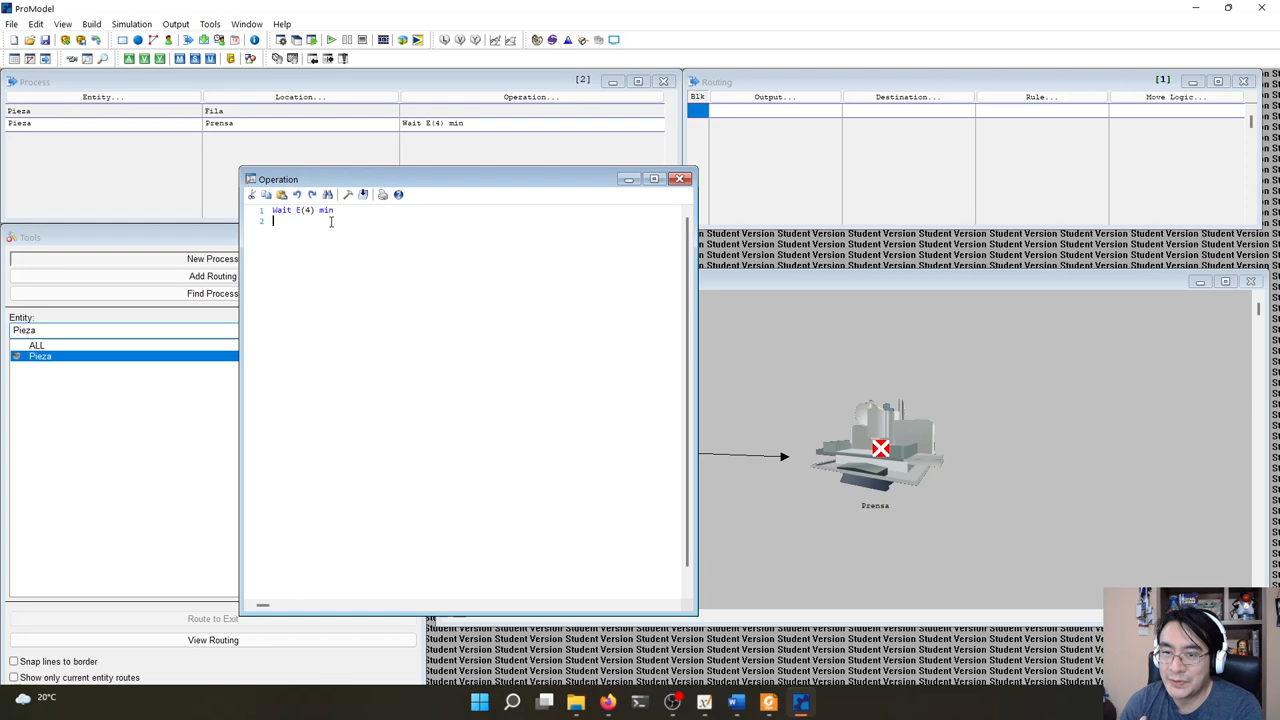 ProModel
File Edit View Build Simulation Output Tools Window Help
Process [2]
Entity... Location... Operation...
Pieza Fila
Pieza Prensa Wait E(4) min
Routing [1]
Blk Output... Destination... Rule... Move Logic...
Operation
1 Wait E(4) min
2
Tools
New Process
Add Routing
Find Process
Entity:
Pieza
ALL
Pieza
Route to Exit
View Routing
Snap lines to border
Show only current entity routes
Prensa
Student Version Student Version Student Version Student Version Student Version Student Version
20°C